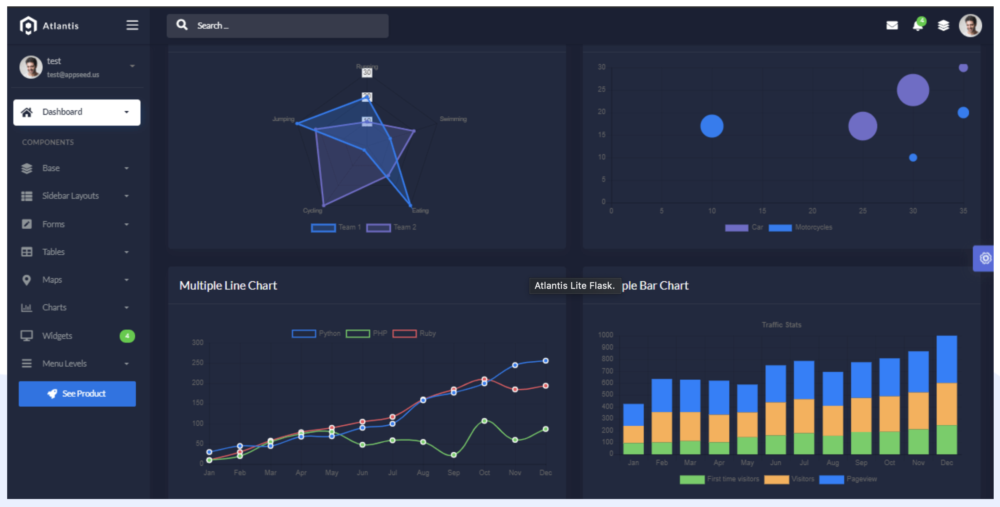 Atlantis
Search ...
4
test
test@appseed.us
Dashboard
COMPONENTS
Base
Sidebar Layouts
Forms
Tables
Maps
Charts
Widgets
4
Menu Levels
See Product
Running
30
20
10
Jumping
Swimming
Cycling
Eating
Team 1
Team 2
30
25
20
15
10
5
0
0 5 10 15 20 25 30 35
Car
Motorcycles
Multiple Line Chart
Python
PHP
Ruby
300
250
200
150
100
50
0
Jan Feb Mar Apr May Jun Jul Aug Sep Oct Nov Dec
Atlantis Lite Flask.
ple Bar Chart
Traffic Stats
1000
900
800
700
600
500
400
300
200
100
0
Jan Feb Mar Apr May Jun Jul Aug Sep Oct Nov Dec
First time visitors
Visitors
Pageview